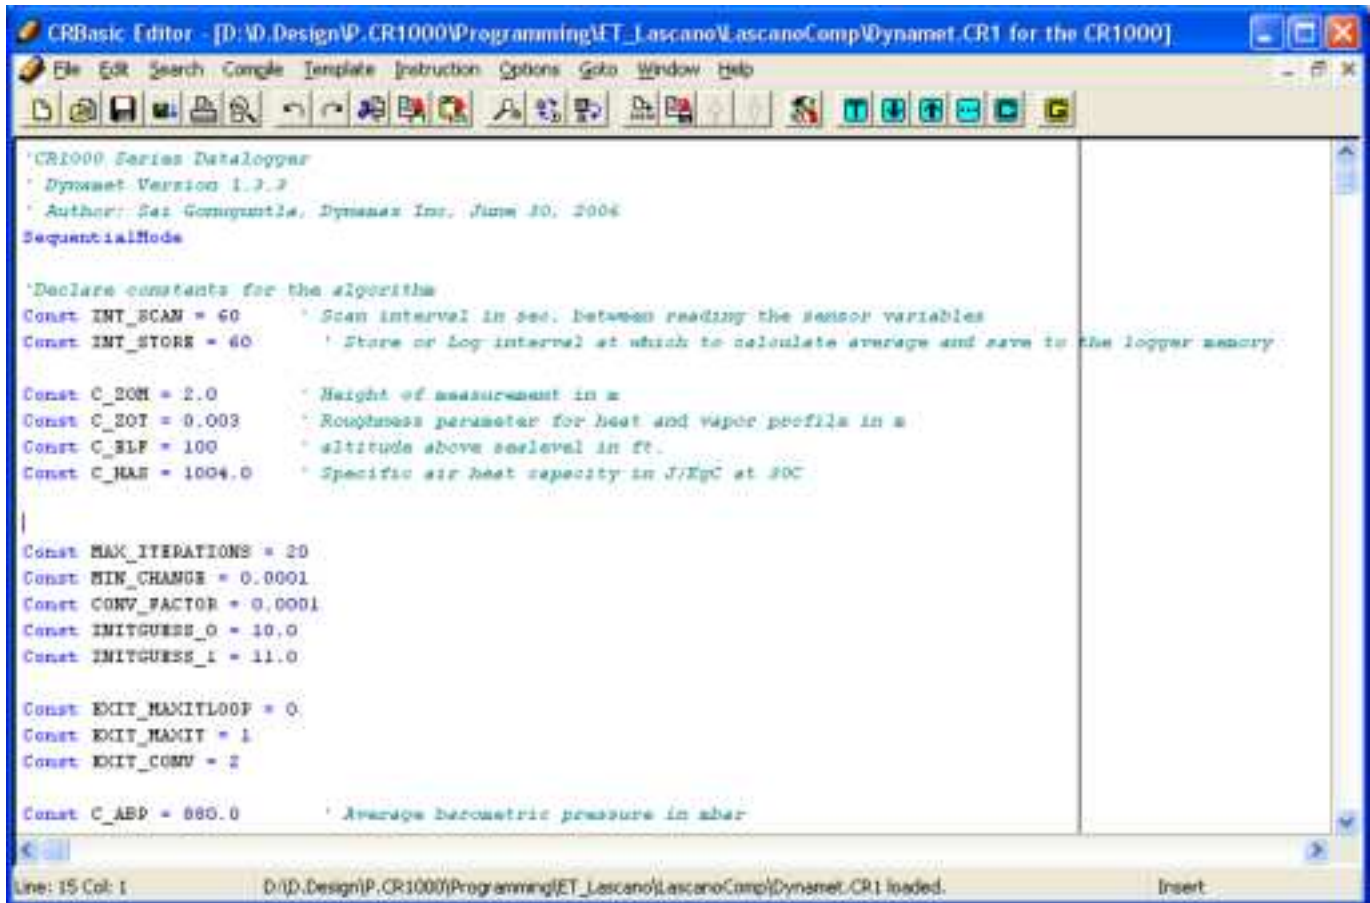 CRBasic Editor - [D:\D.Design\P.CR1000\Programming\ET_Lascano\LascanoComp\Dynamet.CR1 for the CR1000]
File Edit Search Compile Template Instruction Options Goto Window Help
'CR1000 Series Datalogger
' Dynamet Version 1.3.3
' Author: Sai Dynamax Inc, June 30, 2006
SequentialMode
'Declare constants for the algorithm
Const INT_SCAN = 60 ' Scan interval in sec. between reading the sensor variables
Const INT_STORE = 60 ' Store or Log interval at which to calculate average and save to the logger memory
Const C_ZOM = 2.0 ' Height of measurement in m
Const C_ZOT = 0.003 ' Roughness parameter for heat and vapor profile in m
Const C_ELF = 100 ' altitude above sealevel in ft.
Const C_HAS = 1004.0 ' Specific air heat capacity in J/KgC at 30C
Const MAX_ITERATIONS = 20
Const MIN_CHANGE = 0.0001
Const CONV_FACTOR = 0.0001
Const INITGUESS_0 = 10.0
Const INITGUESS_1 = 11.0
Const EXIT_MAXITLOOP = 0
Const EXIT_MAXIT = 1
Const EXIT_CONV = 2
Const C_ABP = 880.0 ' Average barometric pressure in mbar
Line: 15 Col: 1 D:\D.Design\P.CR1000\Programming\ET_Lascano\LascanoComp\Dynamet.CR1 loaded. Insert